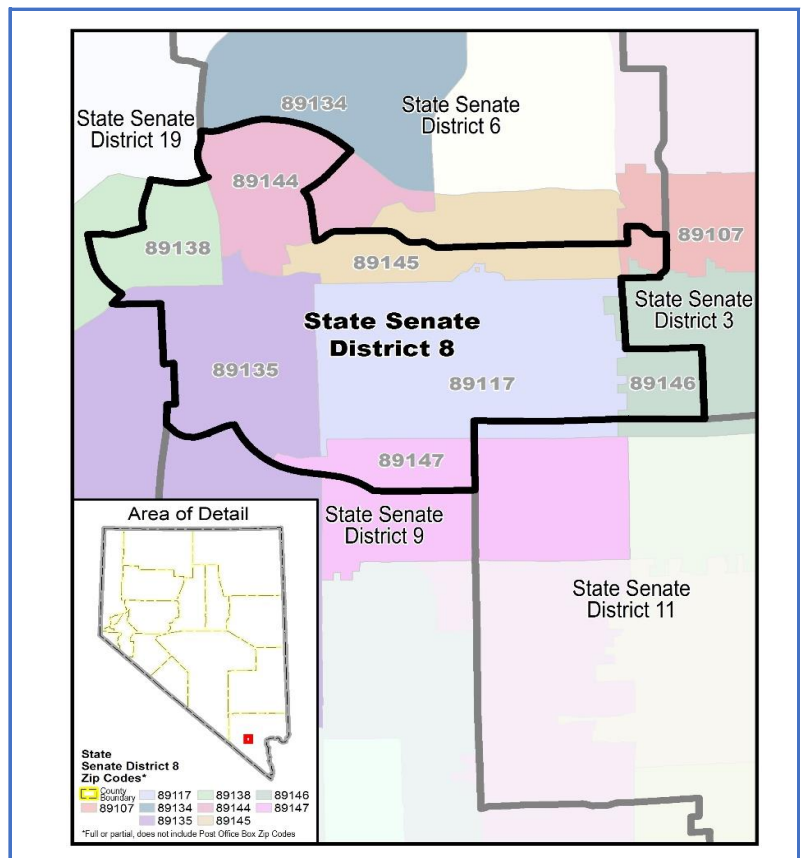 89134
State Senate
District 6
State Senate
District 19
89144
89107
89138
89145
State Senate
District 3
State Senate
District 8
89135
89117
89146
89147
State Senate
District 9
State Senate
District 11
Area of Detail
State
Senate District 8
Zip Codes*
County
Boundary
89107
89117
89134
89135
89138
89144
89145
89146
89147
*Full or partial, does not include Post Office Box Zip Codes